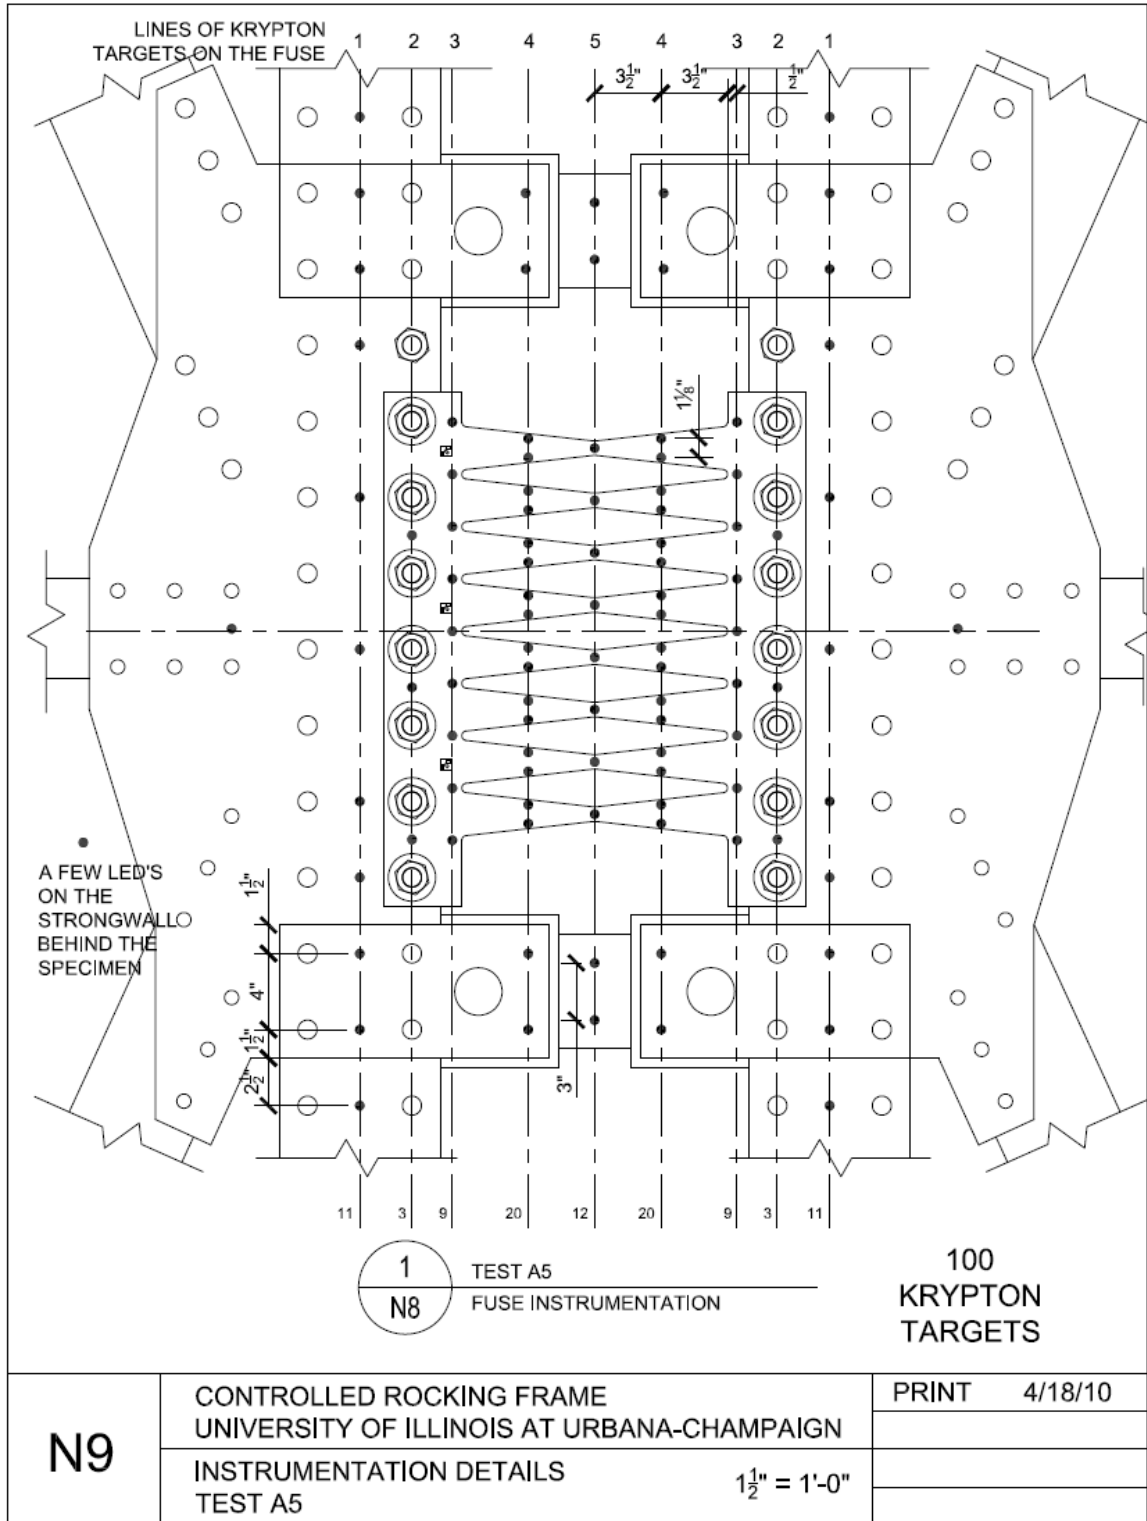 LINES OF KRYPTON
TARGETS ON THE FUSE
1 2 3 4 5 4 3 2 1
3½" 3½" ½"
1⅛"
A FEW LED'S
ON THE
STRONGWALL
BEHIND THE
SPECIMEN
1½"
4"
1½"
2½"
3"
11 3 9 20 12 20 9 3 11
1
N8
TEST A5
FUSE INSTRUMENTATION
100
KRYPTON
TARGETS
N9
CONTROLLED ROCKING FRAME
UNIVERSITY OF ILLINOIS AT URBANA-CHAMPAIGN
INSTRUMENTATION DETAILS
TEST A5
1½" = 1'-0"
PRINT 4/18/10